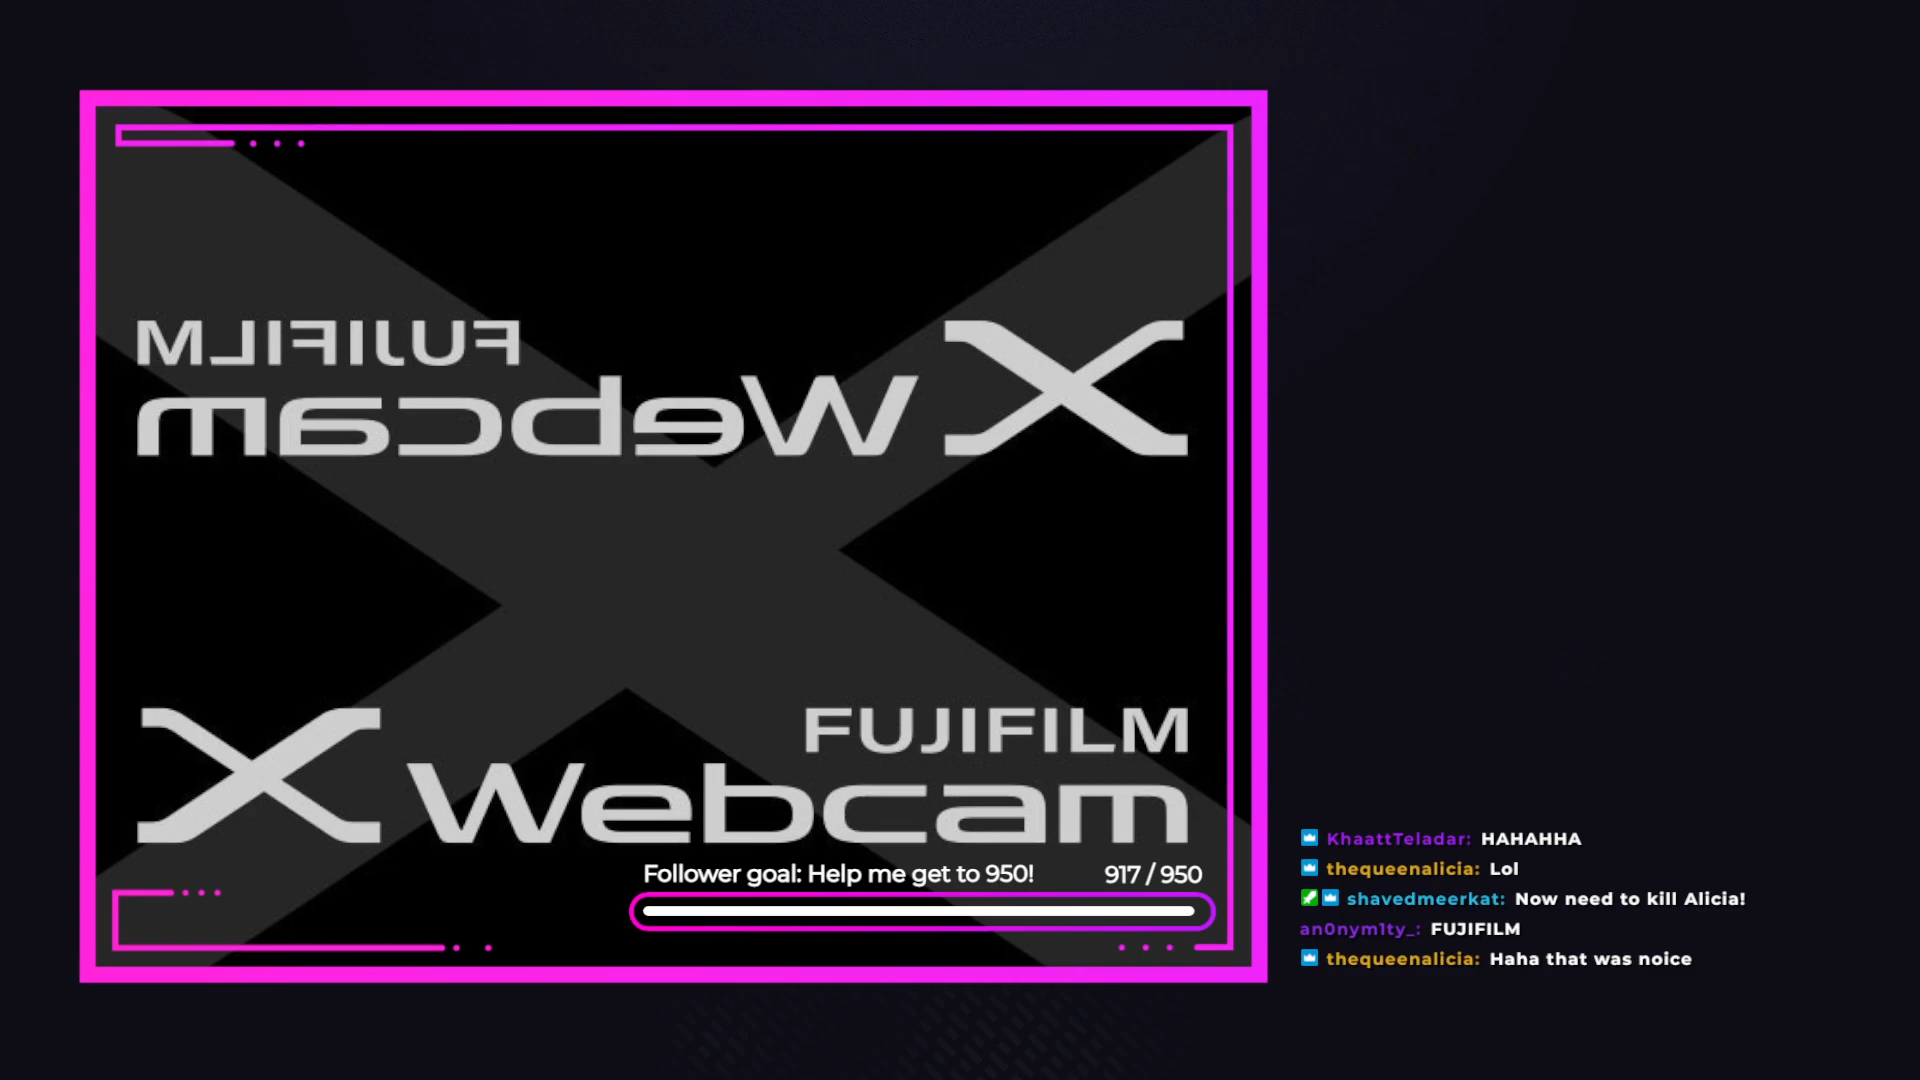 FUJIFILM
X Webcam
FUJIFILM
X Webcam
Follower goal: Help me get to 950! 917 / 950
KhaattTeladar: HAHAHHA
thequeenalicia: Lol
shavedmeerkat: Now need to kill Alicia!
an0nym1ty_: FUJIFILM
thequeenalicia: Haha that was noice